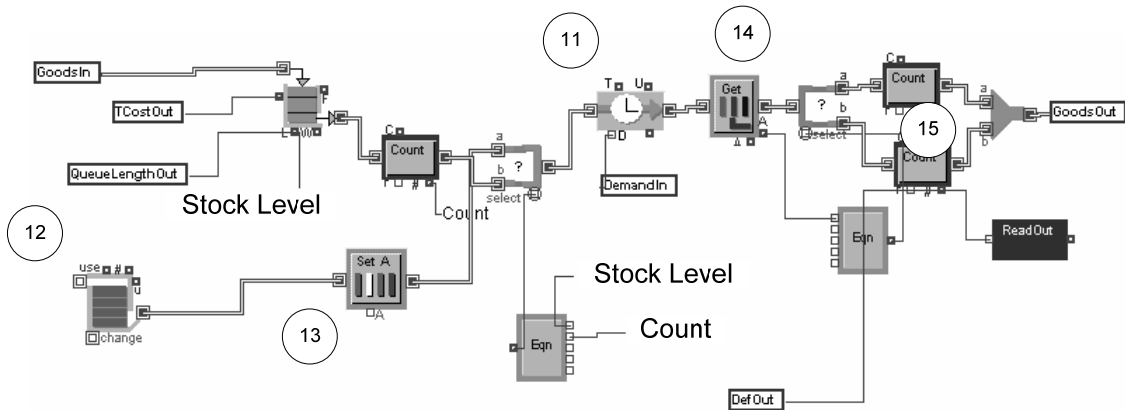 11
14
GoodsIn
T U
Get
C
a
Count
a
F
TCostOut
?
b
GoodsOut
L
C
A
select
15
b
Count
a
Count
A
D
r #
?
QueueLengthOut
b
DemandIn
r #
select
Count
Stock Level
12
Eqn
ReadOut
use #
u
Set A
Stock Level
A
change
13
Eqn
Count
DefOut